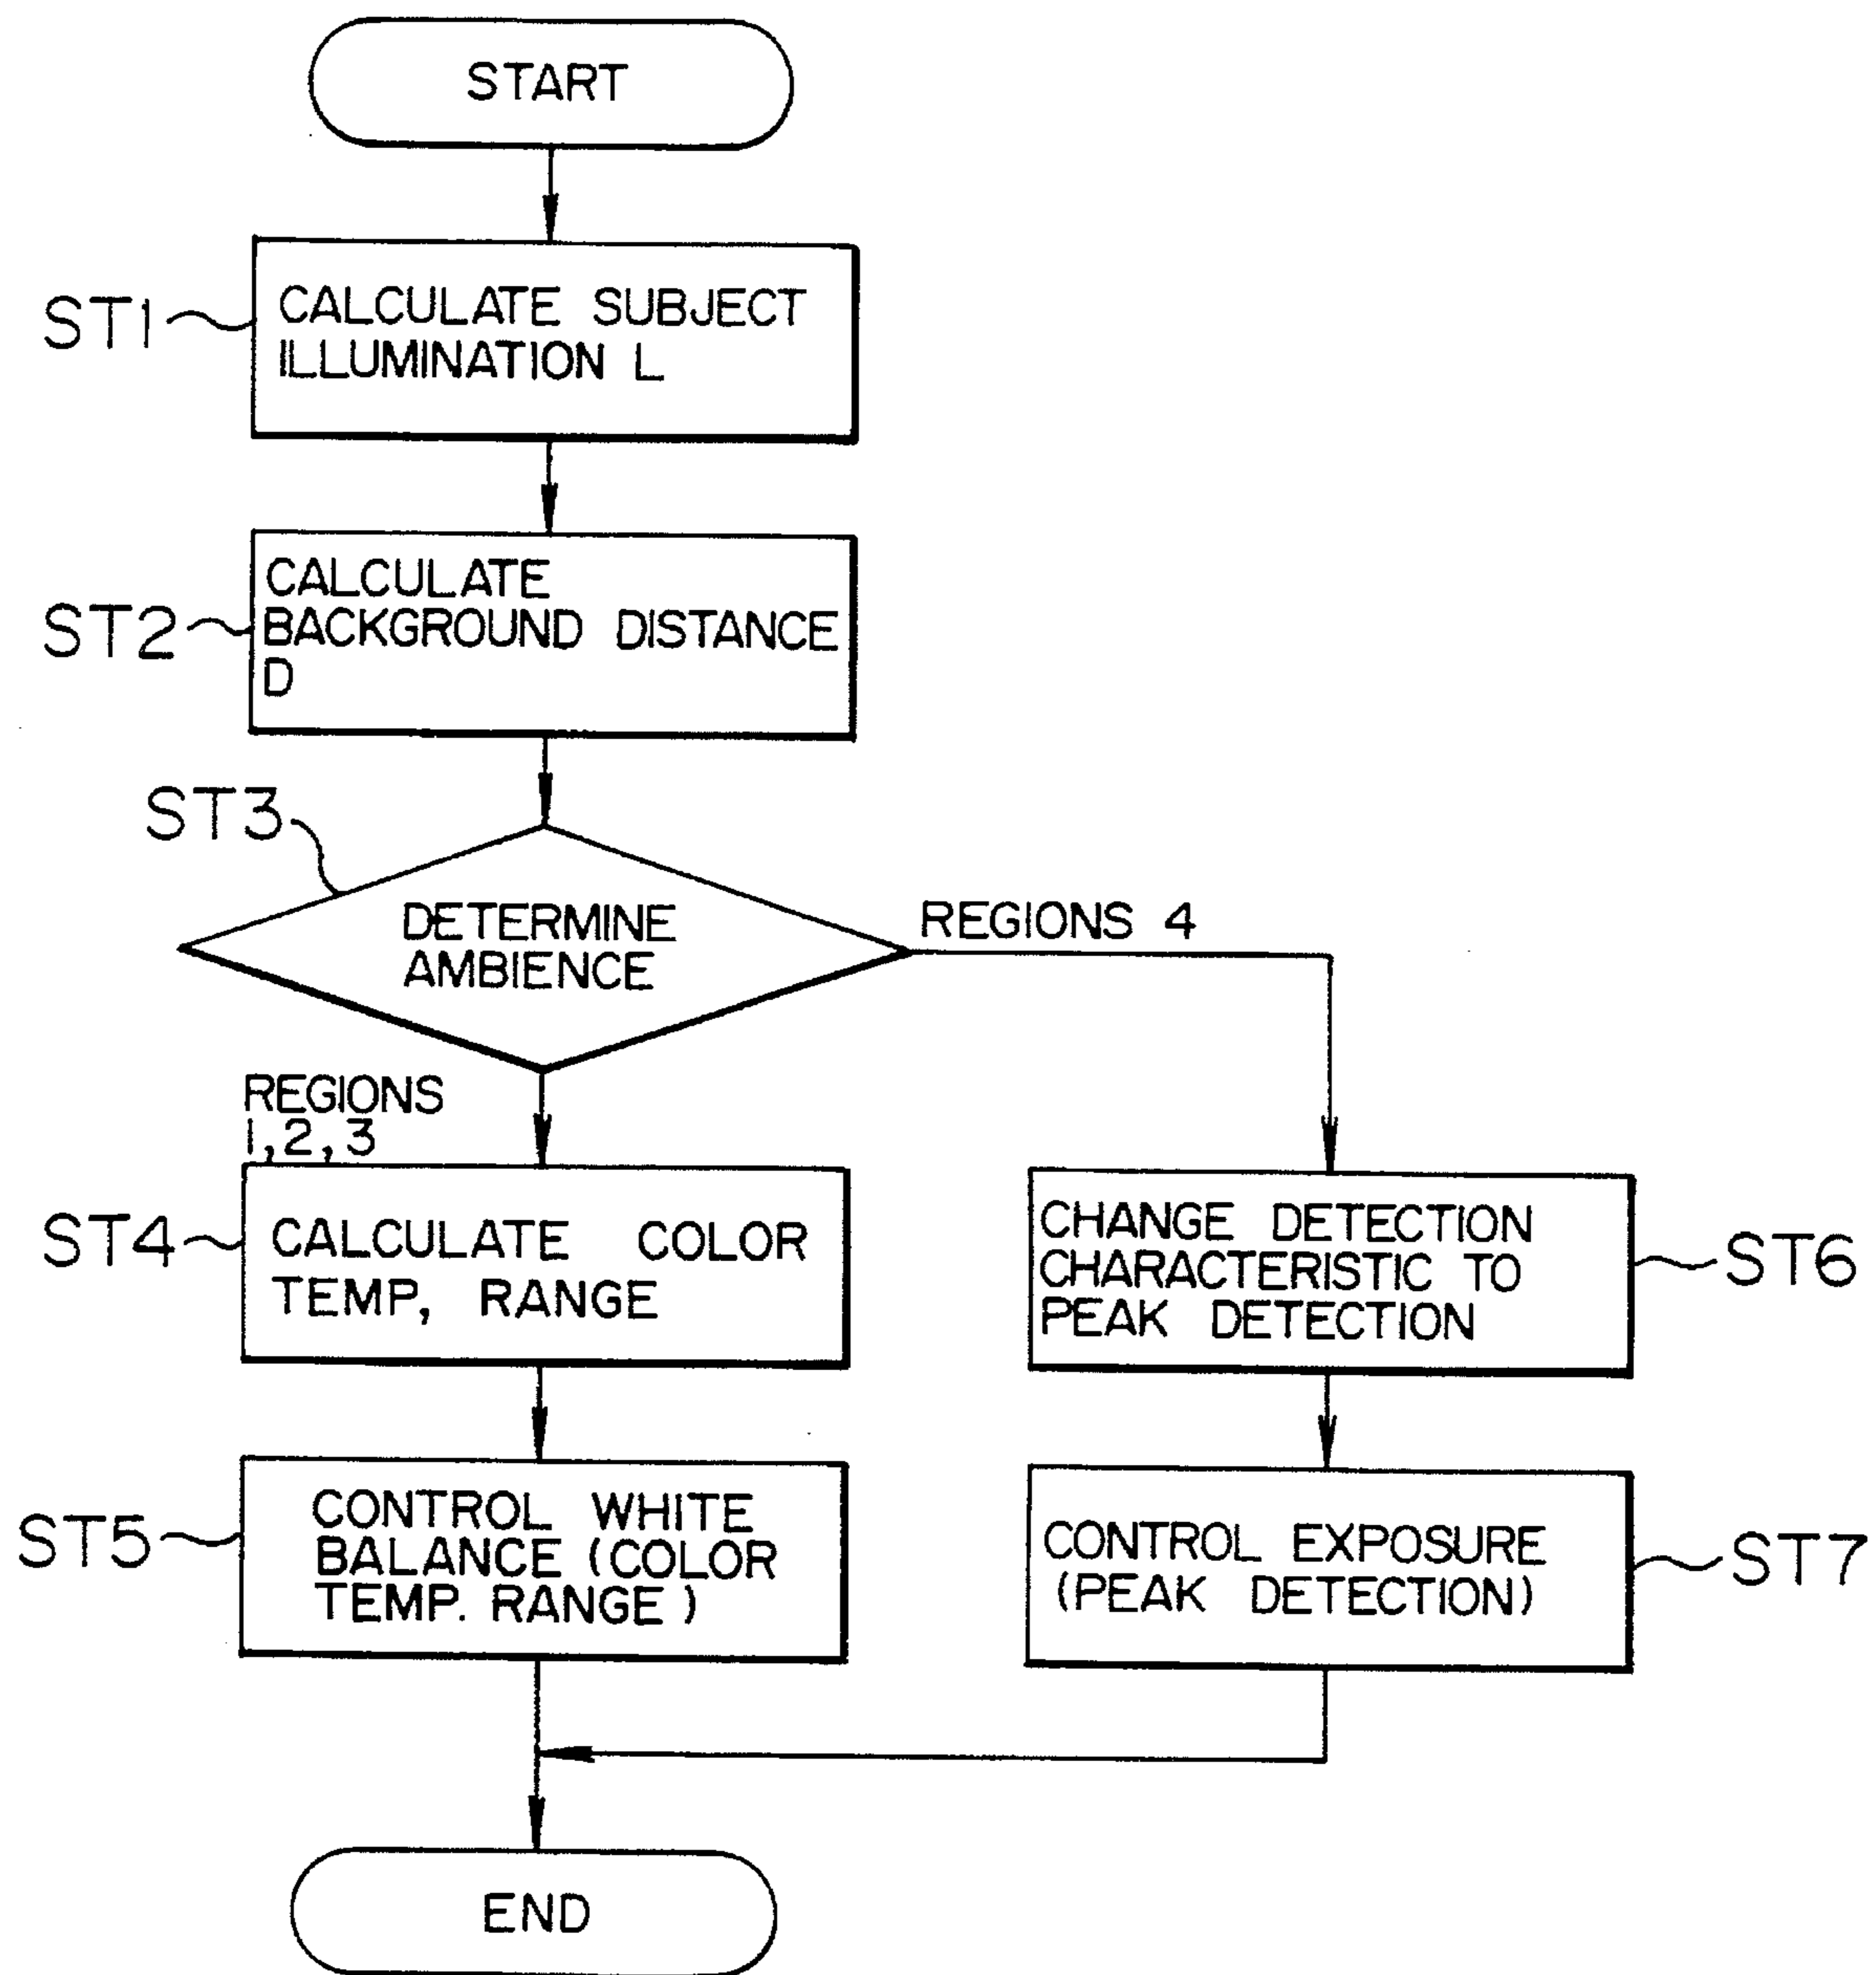 START
ST1
CALCULATE SUBJECT
ILLUMINATION L
ST2
CALCULATE
BACKGROUND DISTANCE
D
ST3
DETERMINE
AMBIENCE
REGIONS 4
REGIONS
1,2,3
ST4
CALCULATE COLOR
TEMP, RANGE
CHANGE DETECTION
CHARACTERISTIC TO
PEAK DETECTION
ST6
ST5
CONTROL WHITE
BALANCE (COLOR
TEMP. RANGE)
CONTROL EXPOSURE
(PEAK DETECTION)
ST7
END